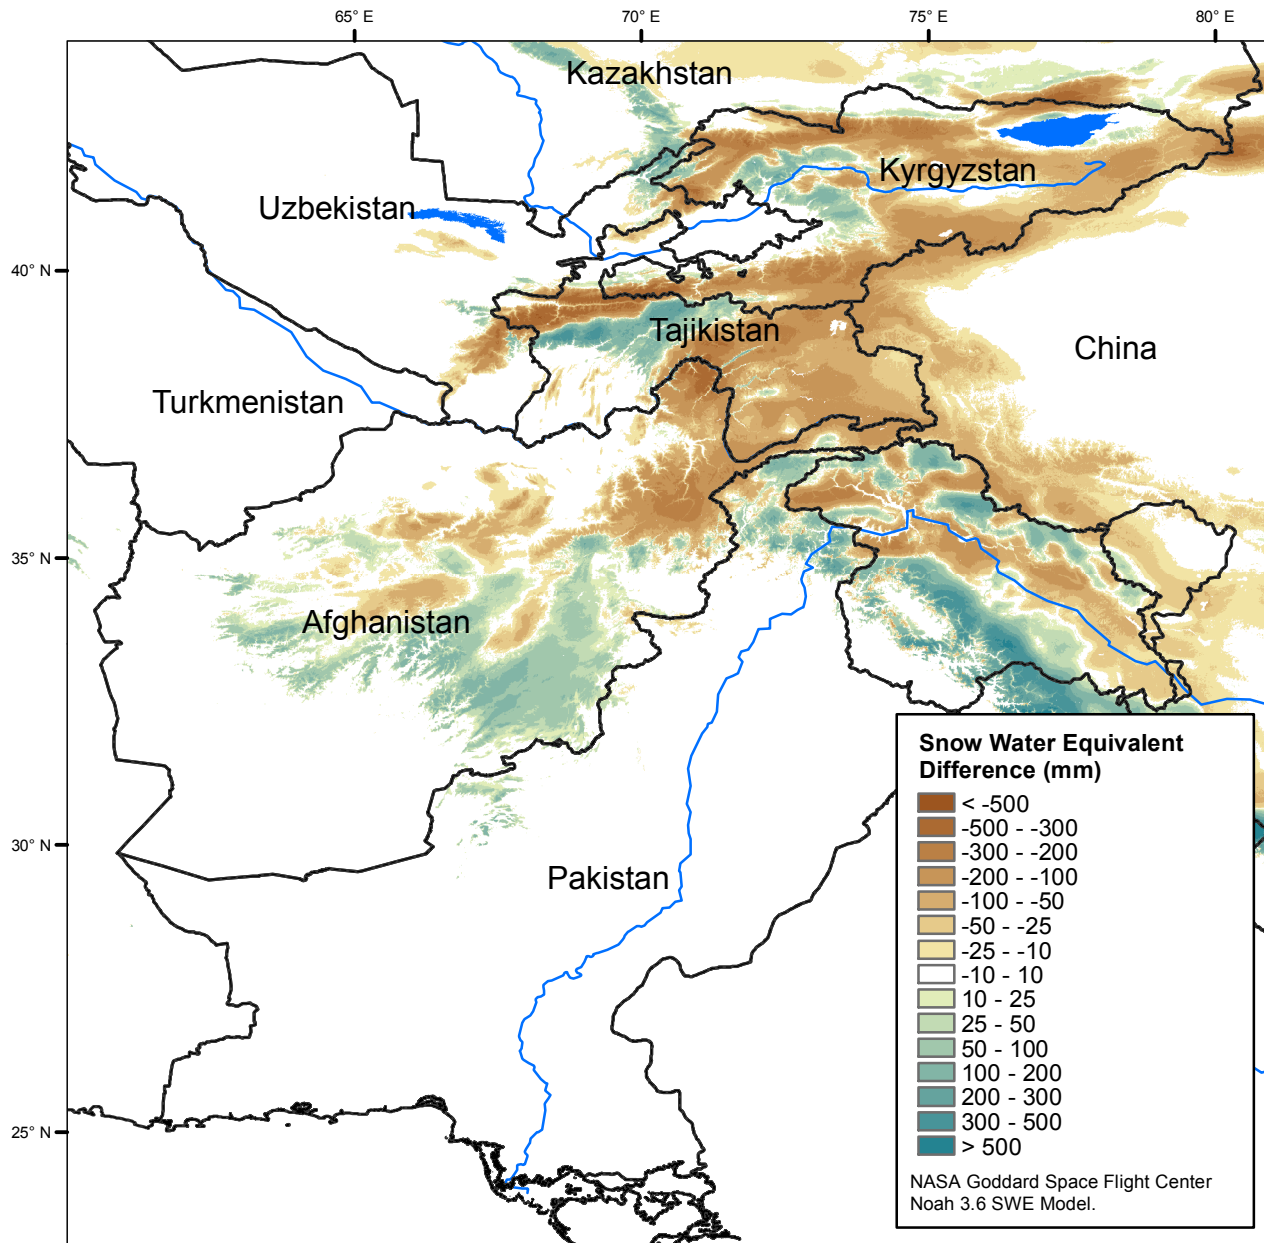 65° E
70° E
75° E
80° E
Kazakhstan
Kyrgyzstan
Uzbekistan
40° N
Tajikistan
China
Turkmenistan
35° N
Afghanistan
Snow Water Equivalent
Difference (mm)
< -500
-500 - -300
-300 - -200
-200 - -100
-100 - -50
-50 - -25
-25 - -10
-10 - 10
10 - 25
25 - 50
50 - 100
100 - 200
200 - 300
300 - 500
> 500
NASA Goddard Space Flight Center
Noah 3.6 SWE Model.
30° N
Pakistan
25° N